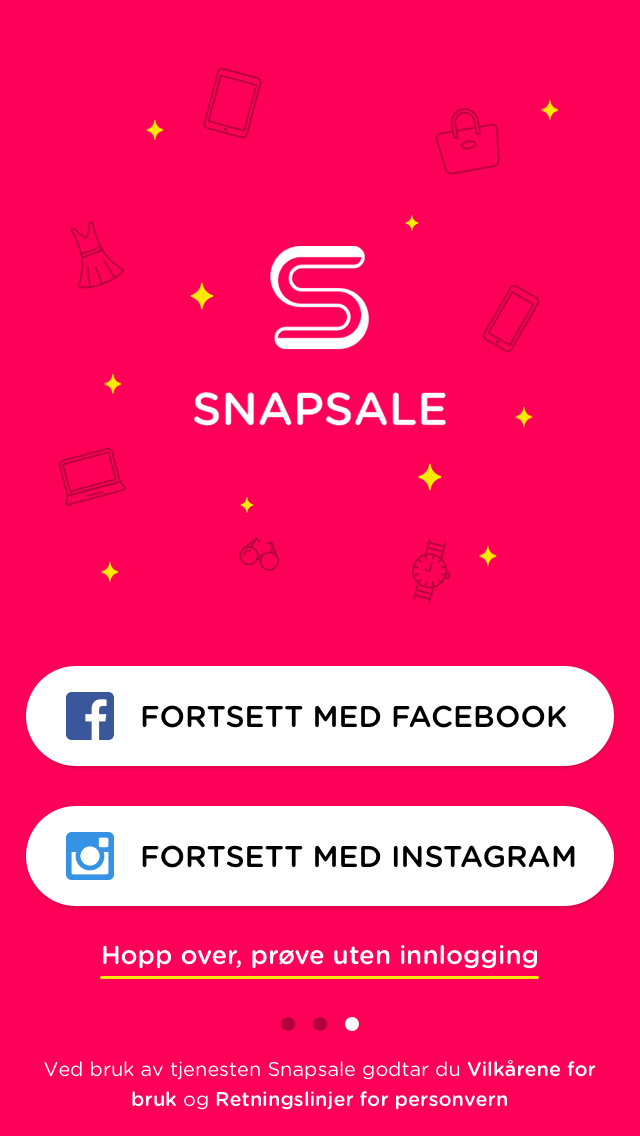 SNAPSALE
FORTSETT MED FACEBOOK
FORTSETT MED INSTAGRAM
Hopp over, prøve uten innlogging
Ved bruk av tjenesten Snapsale godtar du Vilkårene for
bruk og Retningslinjer for personvern